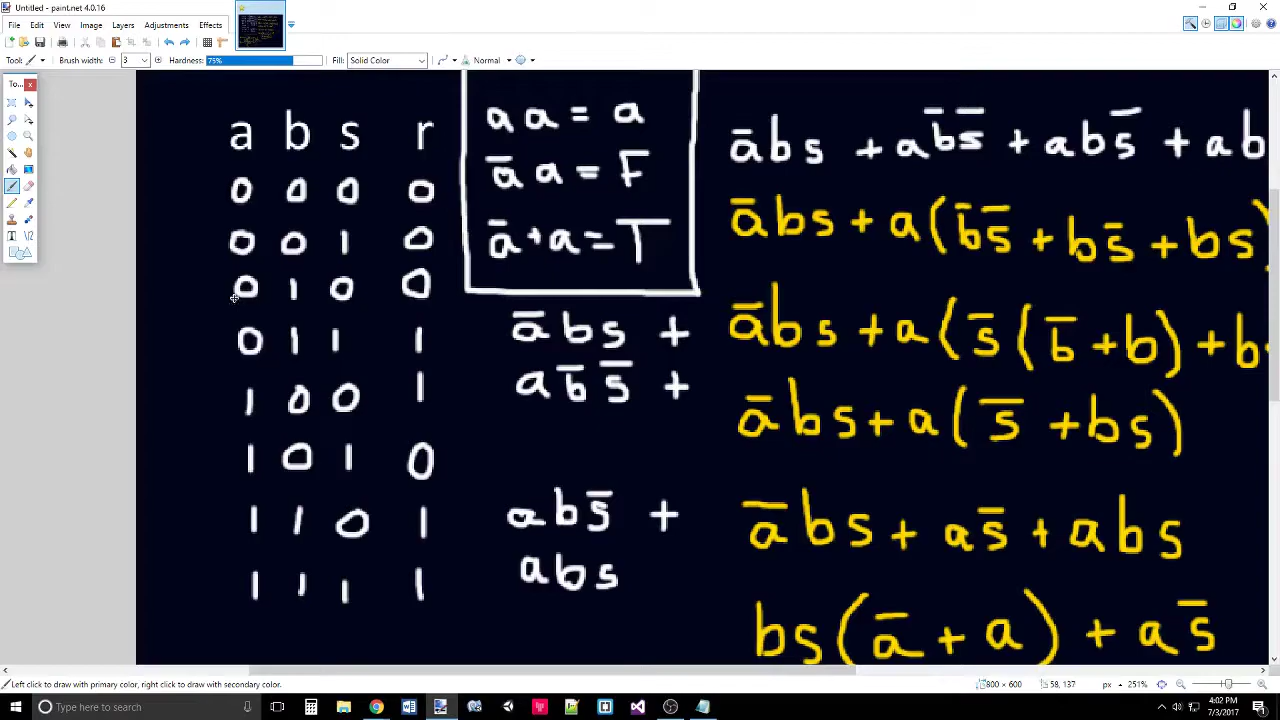 Untitled - paint.net 4.0.16
File Edit View Image Layers Adjustments Effects
Tool: Brush width: 3 Hardness: 75% Fill: Solid Color Normal
To...
a b s r
0 0 0 0
0 0 1 0
0 1 0 0
0 1 1 1
1 0 0 1
1 0 1 0
1 1 0 1
1 1 1 1
aa = a
āa = F
ā+a = T
ābs +
ab̄s̄ +
abs̄ +
abs
ābs + ab̄s̄ + abs̄ + ab
ābs + a(b̄s̄ + bs̄ + bs)
ābs + a(s̄(b̄+b) + b
ābs + a(s̄ + bs)
ābs + as̄ + abs
bs(ā + a) + as̄
Left click to draw with primary color, right click to draw with secondary color.
800 × 600
58, 137
px
251%
Type here to search
4:02 PM
7/3/2017